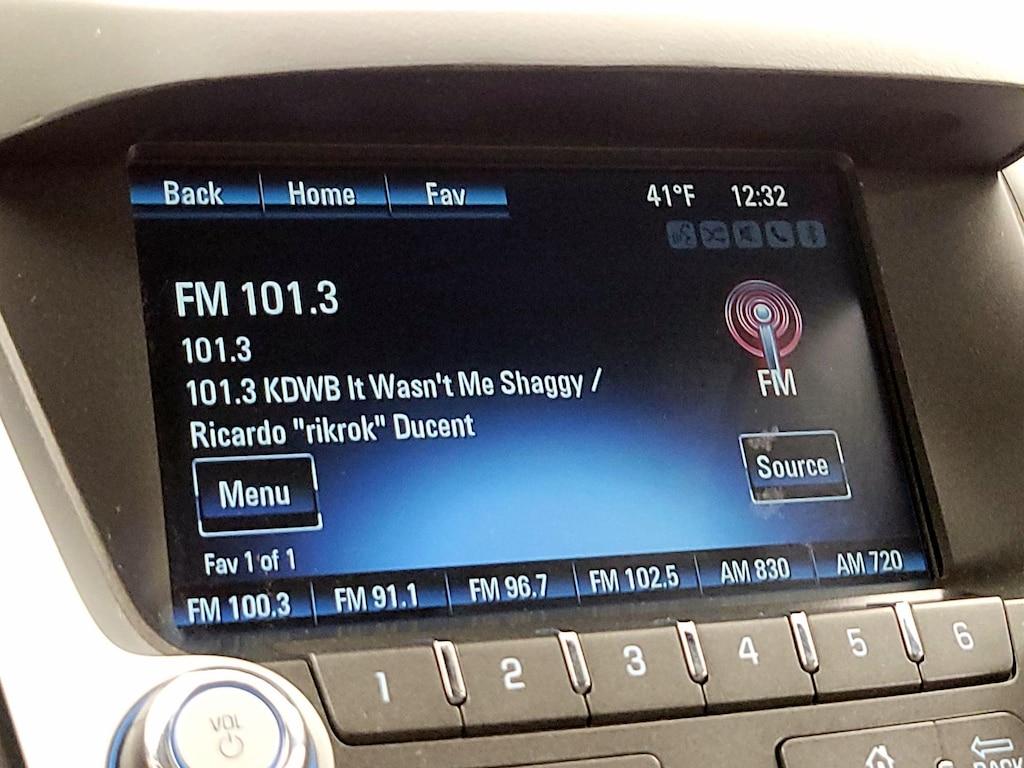 Back Home Fav 41°F 12:32
FM 101.3
101.3
101.3 KDWB It Wasn't Me Shaggy /
Ricardo "rikrok" Ducent
FM
Menu
Source
Fav 1 of 1
FM 100.3 FM 91.1 FM 96.7 FM 102.5 AM 830 AM 720
1 2 3 4 5 6
VOL
BACK